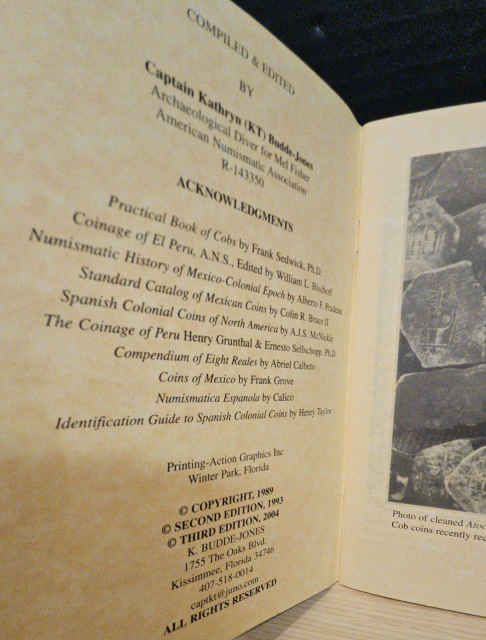 COMPILED & EDITED
BY
Captain Kathryn (KT) Budde-Jones
Archaeological Diver for Mel Fisher
American Numismatic Association
R-143350
ACKNOWLEDGMENTS
Practical Book of Cobs by Frank Sedwick, Ph.D.
Coinage of El Peru, A.N.S., Edited by William L. Bischoff
Numismatic History of Mexico-Colonial Epoch by Alberto F. Pradeau
Standard Catalog of Mexican Coins by Colin R. Bruce II
Spanish Colonial Coins of North America by A.J.S. McNickle
The Coinage of Peru Henry Grunthal & Ernesto Sellschopp, Ph.D.
Compendium of Eight Reales by Abriel Calbeto
Coins of Mexico by Frank Grove
Numismatica Espanola by Calico
Identification Guide to Spanish Colonial Coins by Henry Taylor
Printing-Action Graphics Inc
Winter Park, Florida
© COPYRIGHT, 1989
© SECOND EDITION, 1993
© THIRD EDITION, 2004
K. BUDDE-JONES
1755 The Oaks Blvd.
Kissimmee, Florida 34746
407-518-0014
captkt@juno.com
ALL RIGHTS RESERVED
Photo of cleaned Atoc
Cob coins recently rec